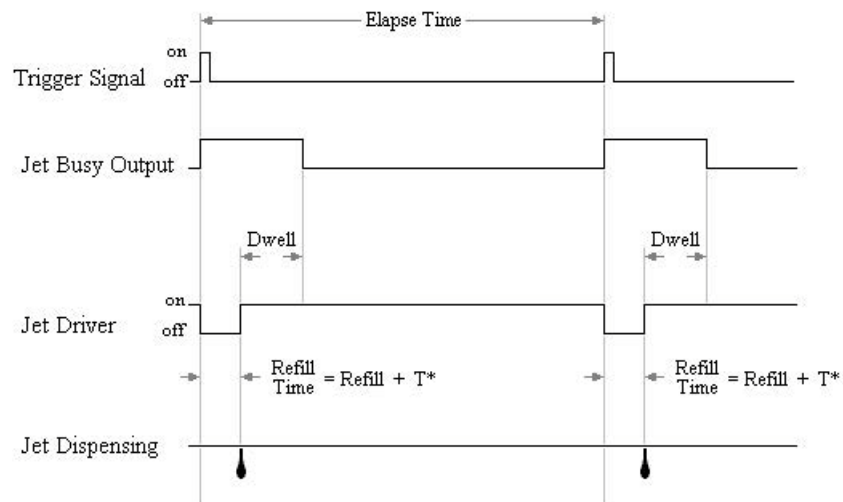 Elapse Time
on
Trigger Signal off
Jet Busy Output
Dwell Dwell
on
Jet Driver off
Refill Time = Refill + T* Refill Time = Refill + T*
Jet Dispensing